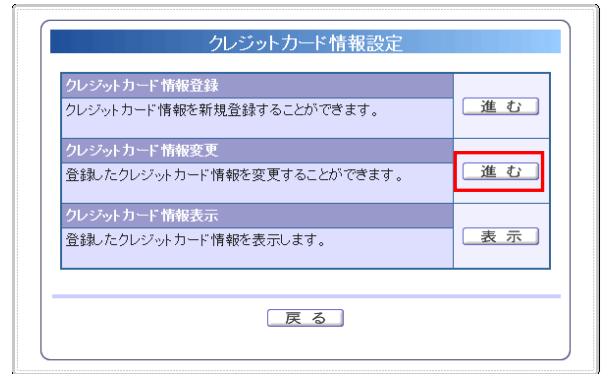 クレジットカード情報設定
クレジットカード情報登録
クレジットカード情報を新規登録することができます。
進 む
クレジットカード情報変更
登録したクレジットカード情報を変更することができます。
進 む
クレジットカード情報表示
登録したクレジットカード情報を表示します。
表 示
戻 る